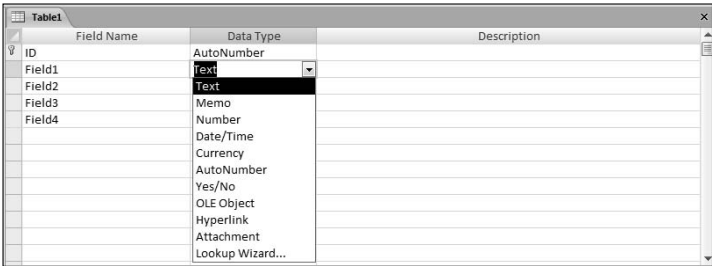 Table1
Field Name Data Type Description
ID AutoNumber
Field1 Text
Field2 Text
Field3 Memo
Field4 Number
Date/Time
Currency
AutoNumber
Yes/No
OLE Object
Hyperlink
Attachment
Lookup Wizard...